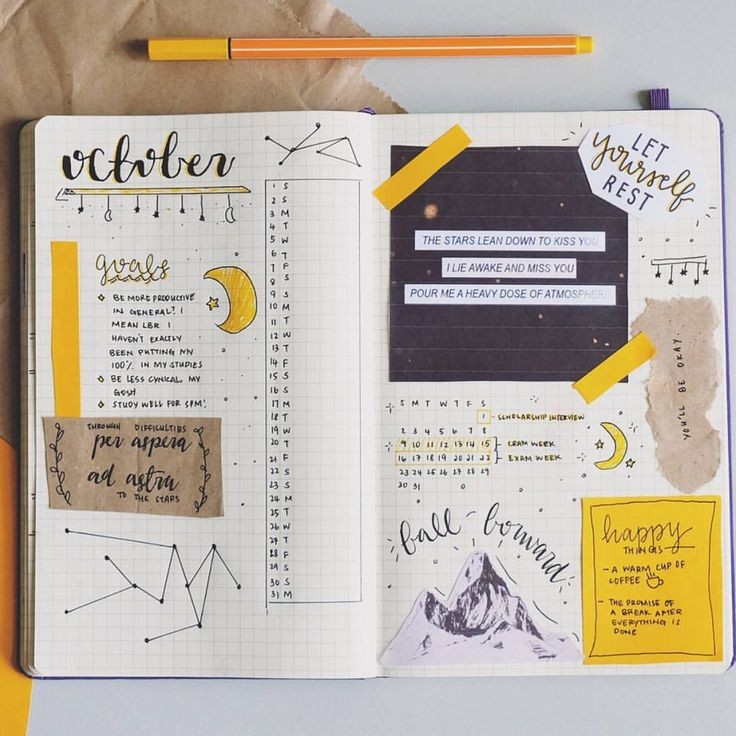 october
goals
BE MORE PRODUCTIVE
IN GENERAL! I
MEAN LBR I
HAVEN'T EXACTLY
BEEN PUTTING MY
100% IN MY STUDIES
BE LESS CYNICAL MY
GOSH
STUDY WELL FOR SPM!
THROUGH DIFFICULTIES
per aspera
ad astra
TO THE STARS
1 S
2 S
3 M
4 T
5 W
6 T
7 F
8 S
9 S
10 M
11 T
12 W
13 T
14 F
15 S
16 S
17 M
18 T
19 W
20 T
21 F
22 S
23 S
24 M
25 T
26 W
27 T
28 F
29 S
30 S
31 M
THE STARS LEAN DOWN TO KISS YOU
I LIE AWAKE AND MISS YOU
POUR ME A HEAVY DOSE OF ATMOSPHERE
LET
yourself
REST
YOU'LL BE OKAY.
S M T W T F S
1 SCHOLARSHIP INTERVIEW
2 3 4 5 6 7 8
9 10 11 12 13 14 15 CRAM WEEK
16 17 18 19 20 21 22 EXAM WEEK
23 24 25 26 27 28 29
30 31
fall-forward
happy
THINGS
- A WARM CUP OF
COFFEE
- THE PROMISE OF
A BREAK AFTER
EVERYTHING IS
DONE